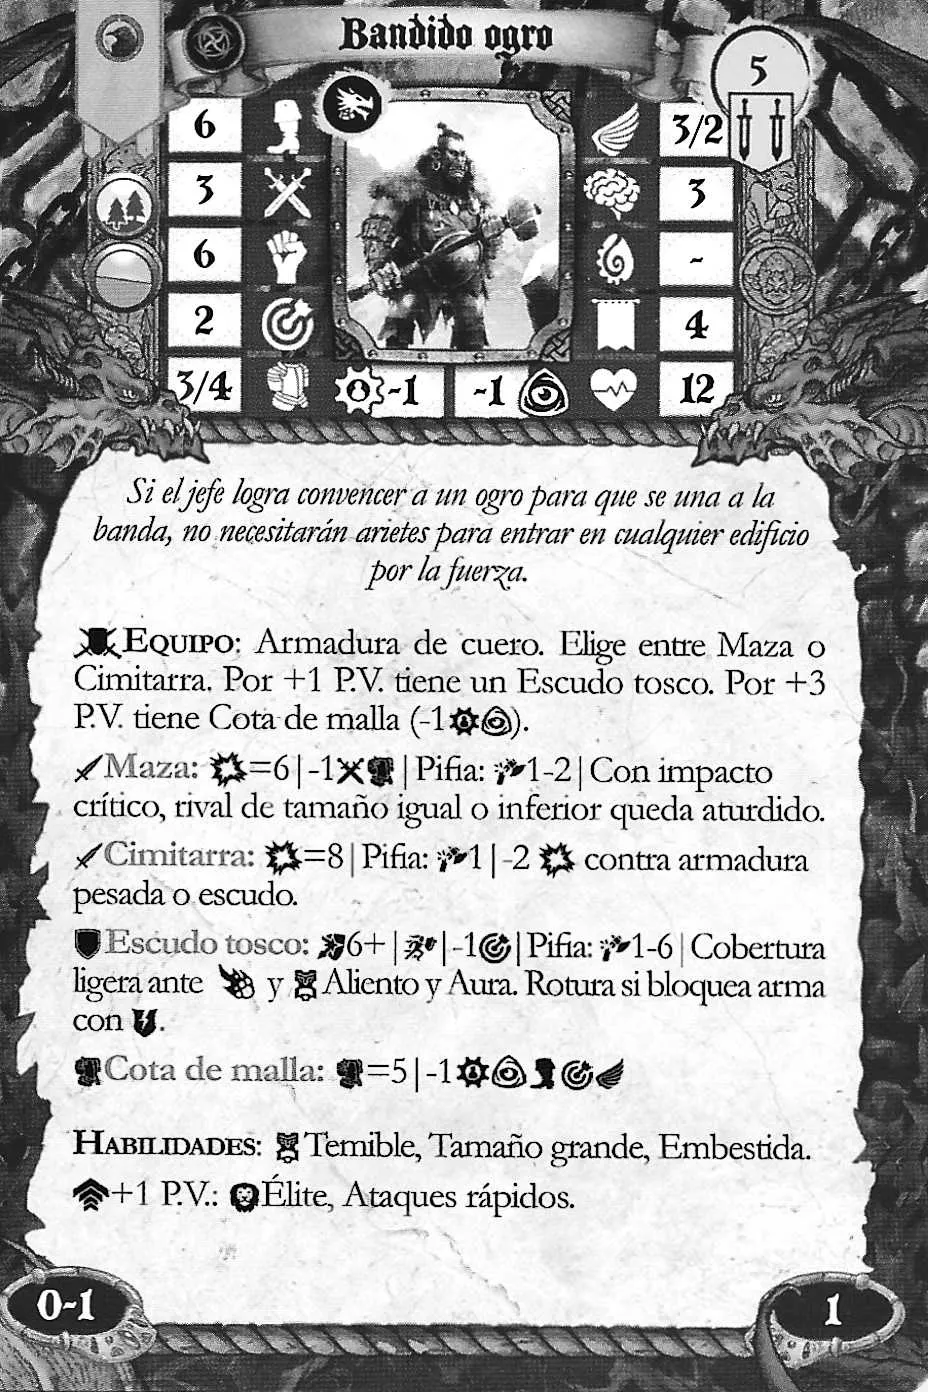 Bandido ogro
5
6
3/2
3
3
6
-
2
4
3/4
-1
-1
12
Si el jefe logra convencer a un ogro para que se una a la
banda, no necesitarán arietes para entrar en cualquier edificio
por la fuerza.
EQUIPO: Armadura de cuero. Elige entre Maza o
Cimitarra. Por +1 P.V. tiene un Escudo tosco. Por +3
P.V. tiene Cota de malla (-1).
Maza: =6 | -1 | Pifia: 1-2 | Con impacto
crítico, rival de tamaño igual o inferior queda aturdido.
Cimitarra: =8 | Pifia: 1 | -2 contra armadura
pesada o escudo.
Escudo tosco: 6+ | | -1 | Pifia: 1-6 | Cobertura
ligera ante y Aliento y Aura. Rotura si bloquea arma
con .
Cota de malla: =5 | -1
HABILIDADES: Temible, Tamaño grande, Embestida.
+1 P.V.: Élite, Ataques rápidos.
0-1
1